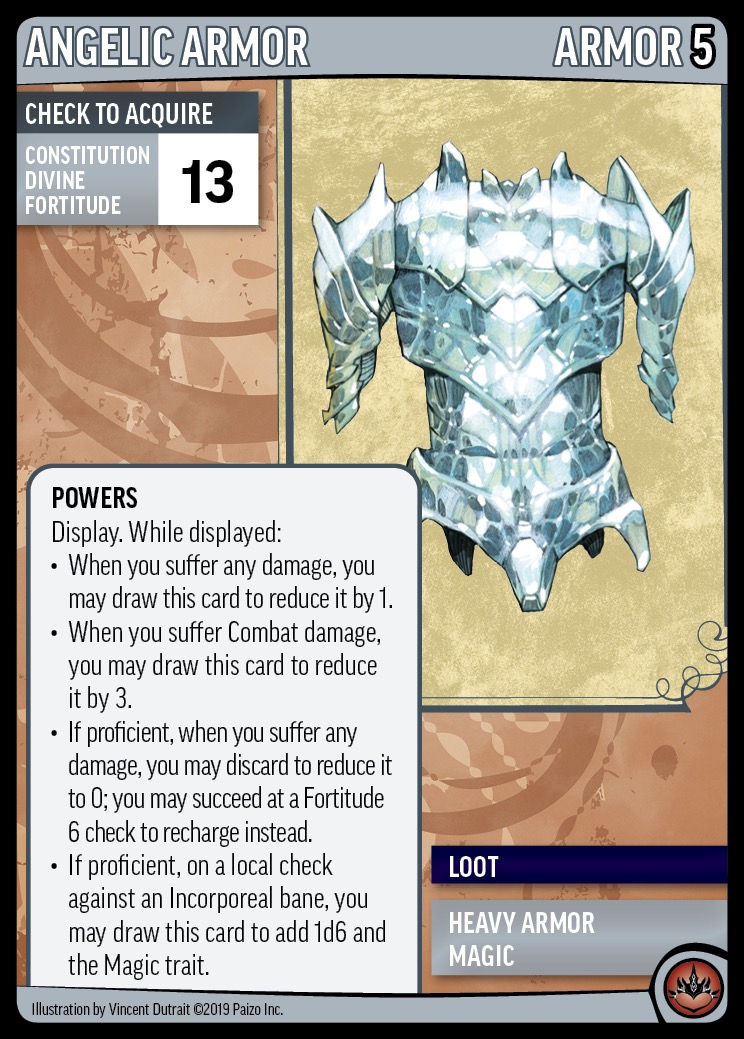 ANGELIC ARMOR
ARMOR 5
CHECK TO ACQUIRE
CONSTITUTION
DIVINE
FORTITUDE
13
POWERS
Display. While displayed:
• When you suffer any damage, you
may draw this card to reduce it by 1.
• When you suffer Combat damage,
you may draw this card to reduce
it by 3.
• If proficient, when you suffer any
damage, you may discard to reduce it
to 0; you may succeed at a Fortitude
6 check to recharge instead.
• If proficient, on a local check
against an Incorporeal bane, you
may draw this card to add 1d6 and
the Magic trait.
LOOT
HEAVY ARMOR
MAGIC
Illustration by Vincent Dutrait ©2019 Paizo Inc.